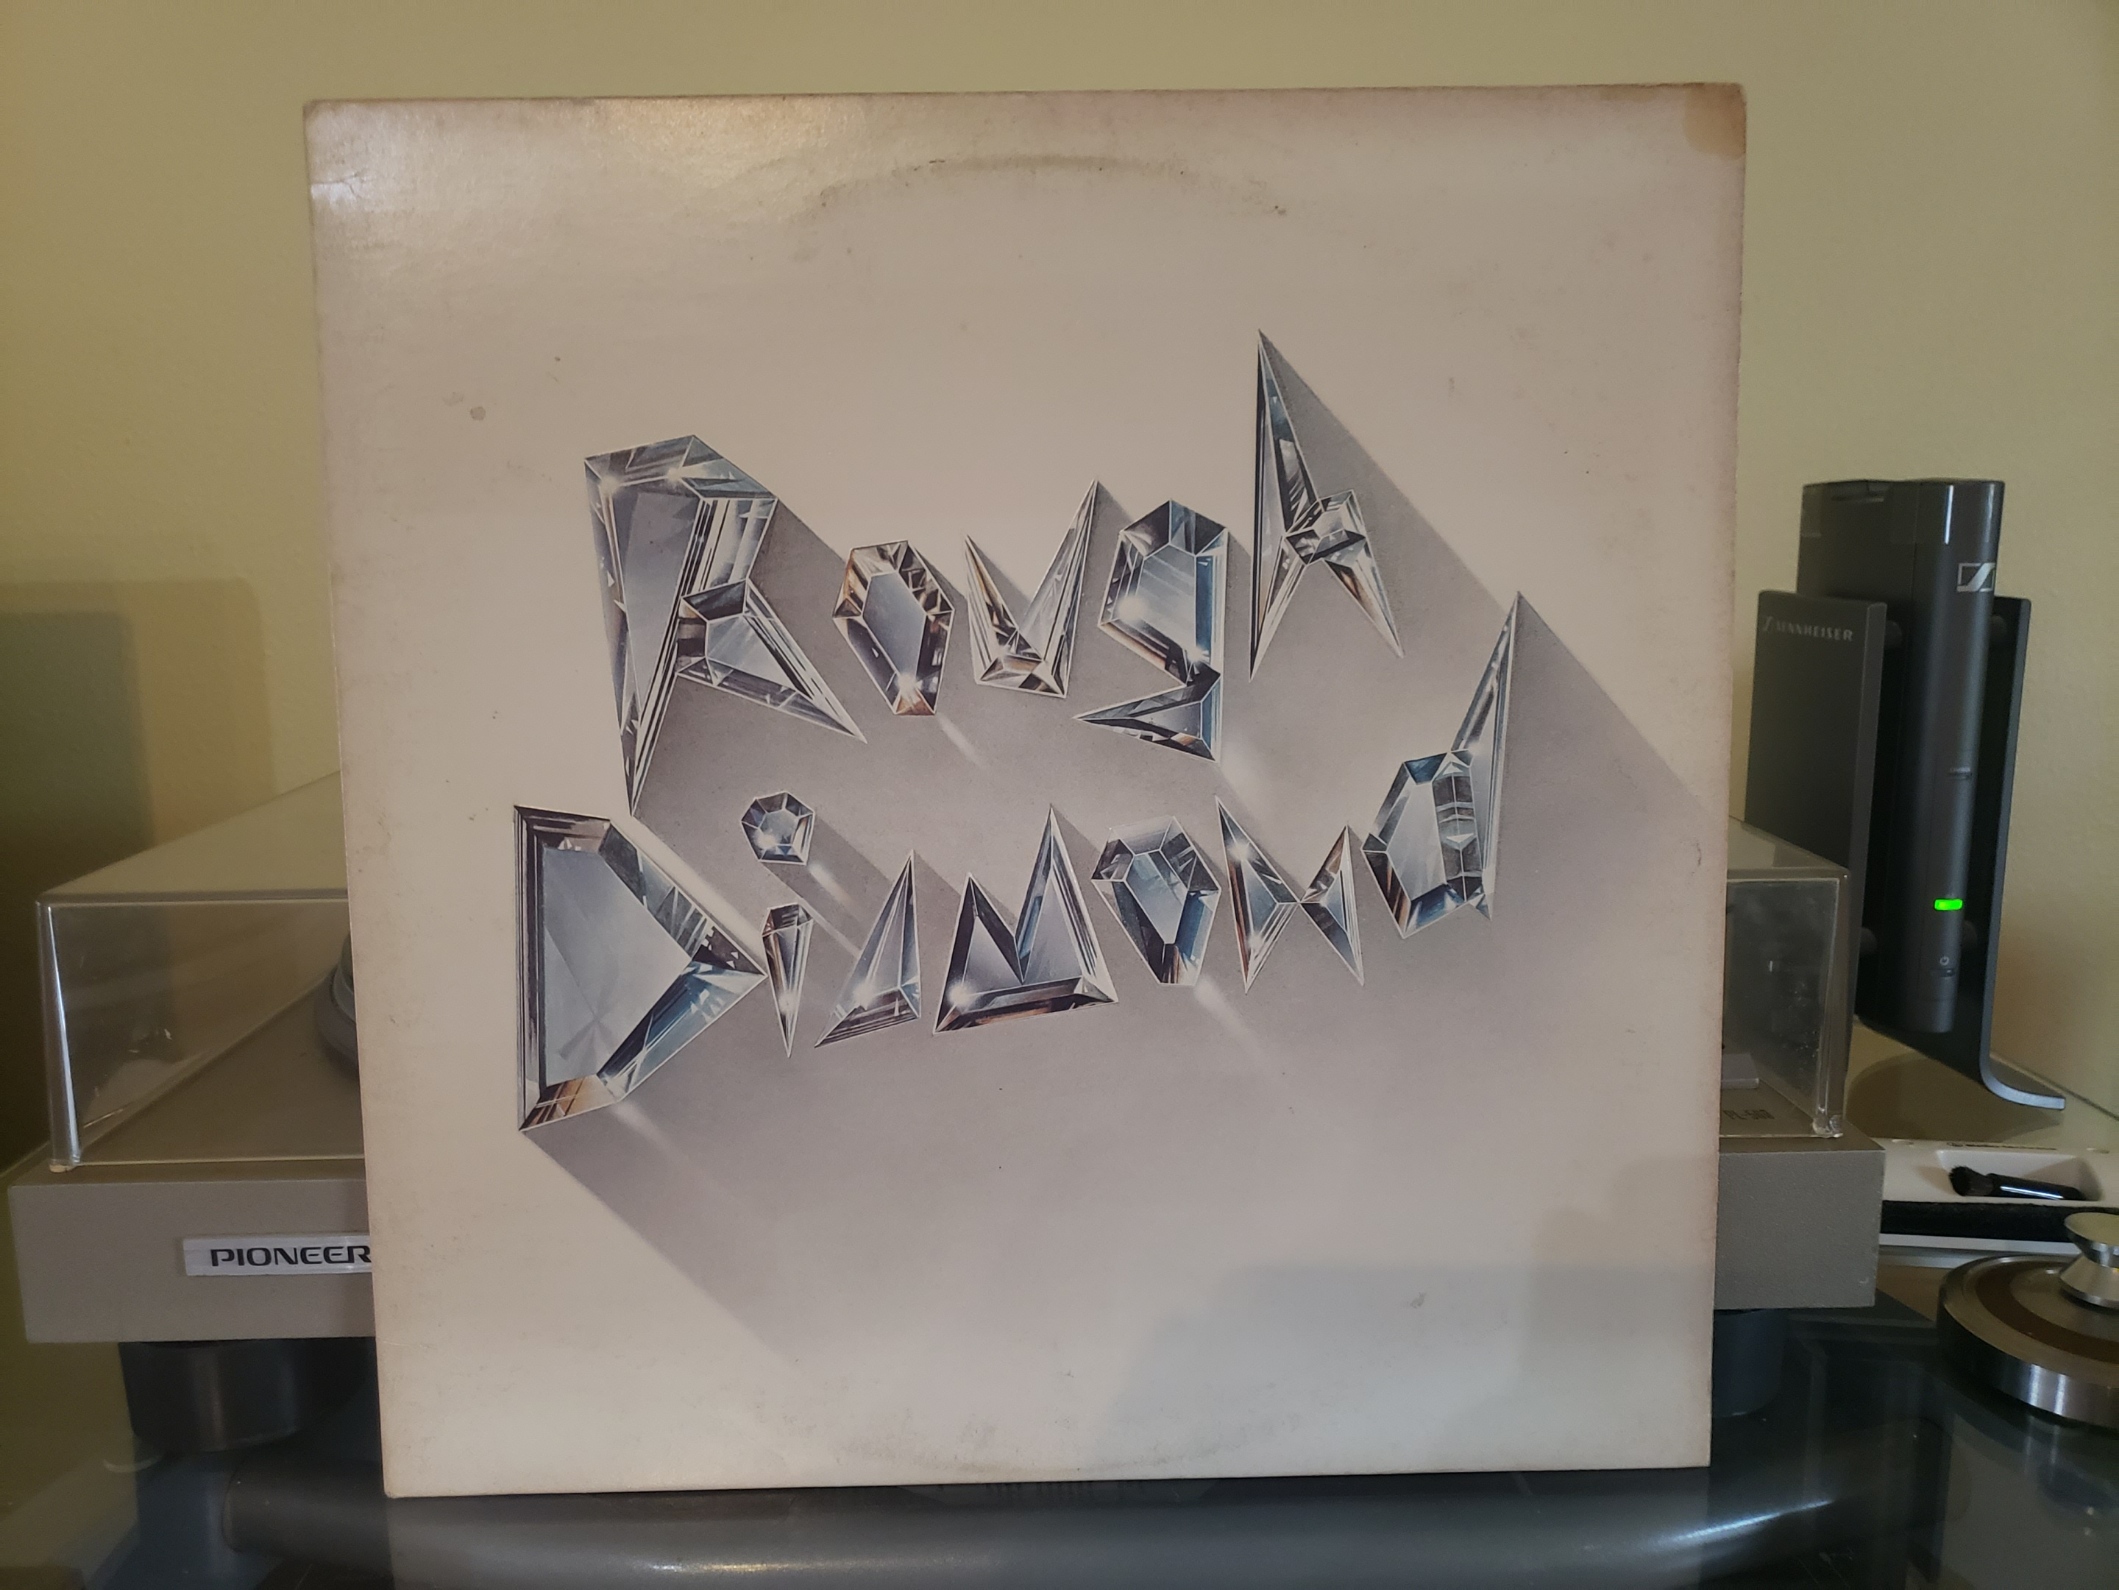 Rough
Diamond
SENNHEISER
PIONEER